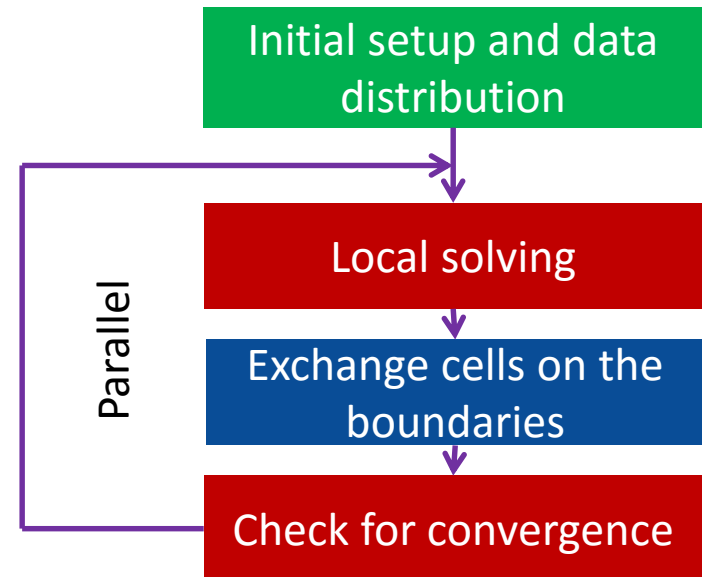 Initial setup and data
distribution
Local solving
Parallel
Exchange cells on the
boundaries
Check for convergence